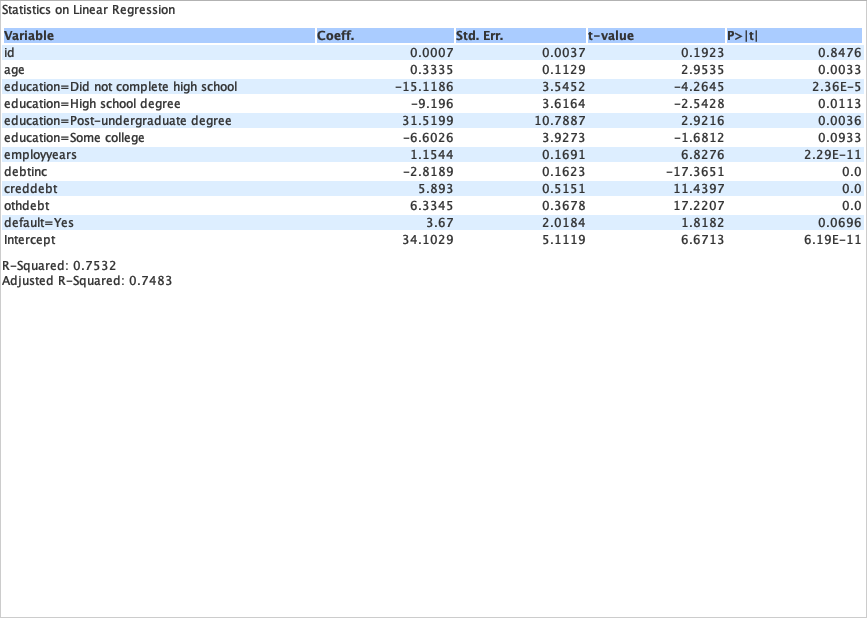 Statistics on Linear Regression
Variable Coeff. Std. Err. t-value P>|t|
id 0.0007 0.0037 0.1923 0.8476
age 0.3335 0.1129 2.9535 0.0033
education=Did not complete high school -15.1186 3.5452 -4.2645 2.36E-5
education=High school degree -9.196 3.6164 -2.5428 0.0113
education=Post-undergraduate degree 31.5199 10.7887 2.9216 0.0036
education=Some college -6.6026 3.9273 -1.6812 0.0933
employyears 1.1544 0.1691 6.8276 2.29E-11
debtinc -2.8189 0.1623 -17.3651 0.0
creddebt 5.893 0.5151 11.4397 0.0
othdebt 6.3345 0.3678 17.2207 0.0
default=Yes 3.67 2.0184 1.8182 0.0696
Intercept 34.1029 5.1119 6.6713 6.19E-11
R-Squared: 0.7532
Adjusted R-Squared: 0.7483